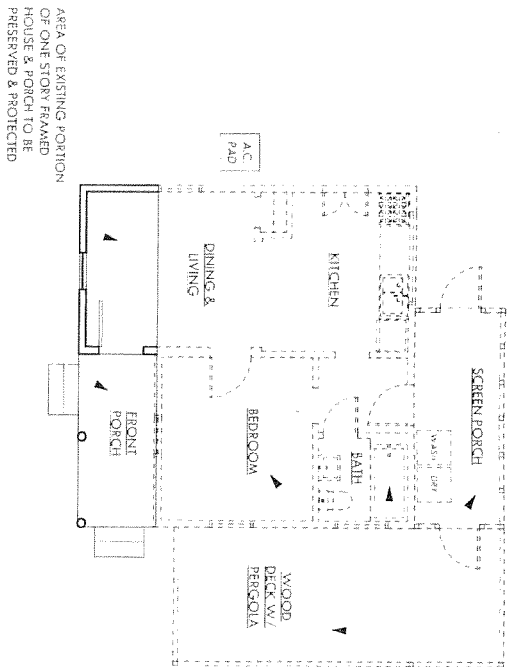 AREA OF EXISTING PORTION
OF ONE STORY FRAMED
HOUSE & PORCH TO BE
PRESERVED & PROTECTED
A.C.
PAD
DINING &
LIVING
KITCHEN
SCREEN PORCH
WASH
DRY
BATH
BEDROOM
FRONT
PORCH
WOOD
DECK W/
PERGOLA